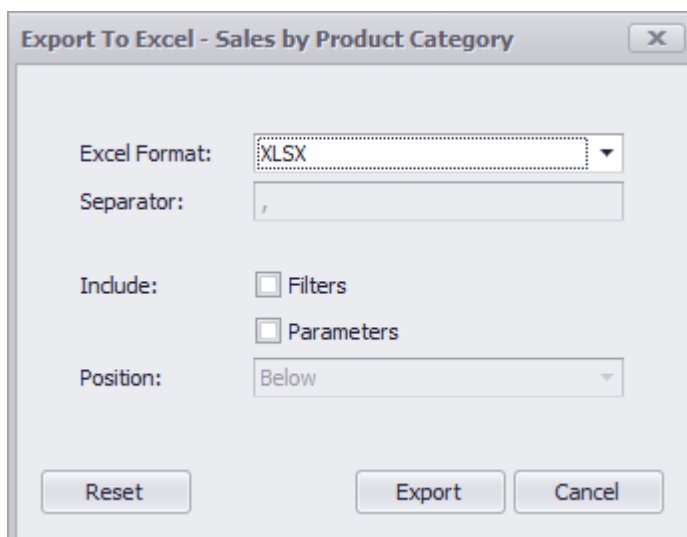 Export To Excel - Sales by Product Category
Excel Format: XLSX
Separator: ,
Include: Filters
Parameters
Position: Below
Reset Export Cancel